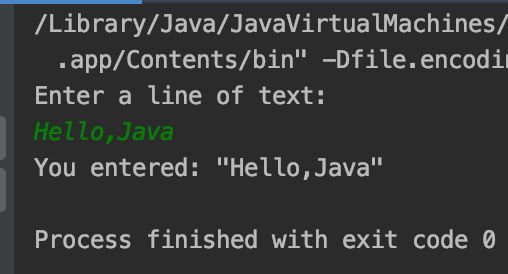 /Library/Java/JavaVirtualMachines/
.app/Contents/bin" -Dfile.encodin
Enter a line of text:
Hello,Java
You entered: "Hello,Java"
Process finished with exit code 0